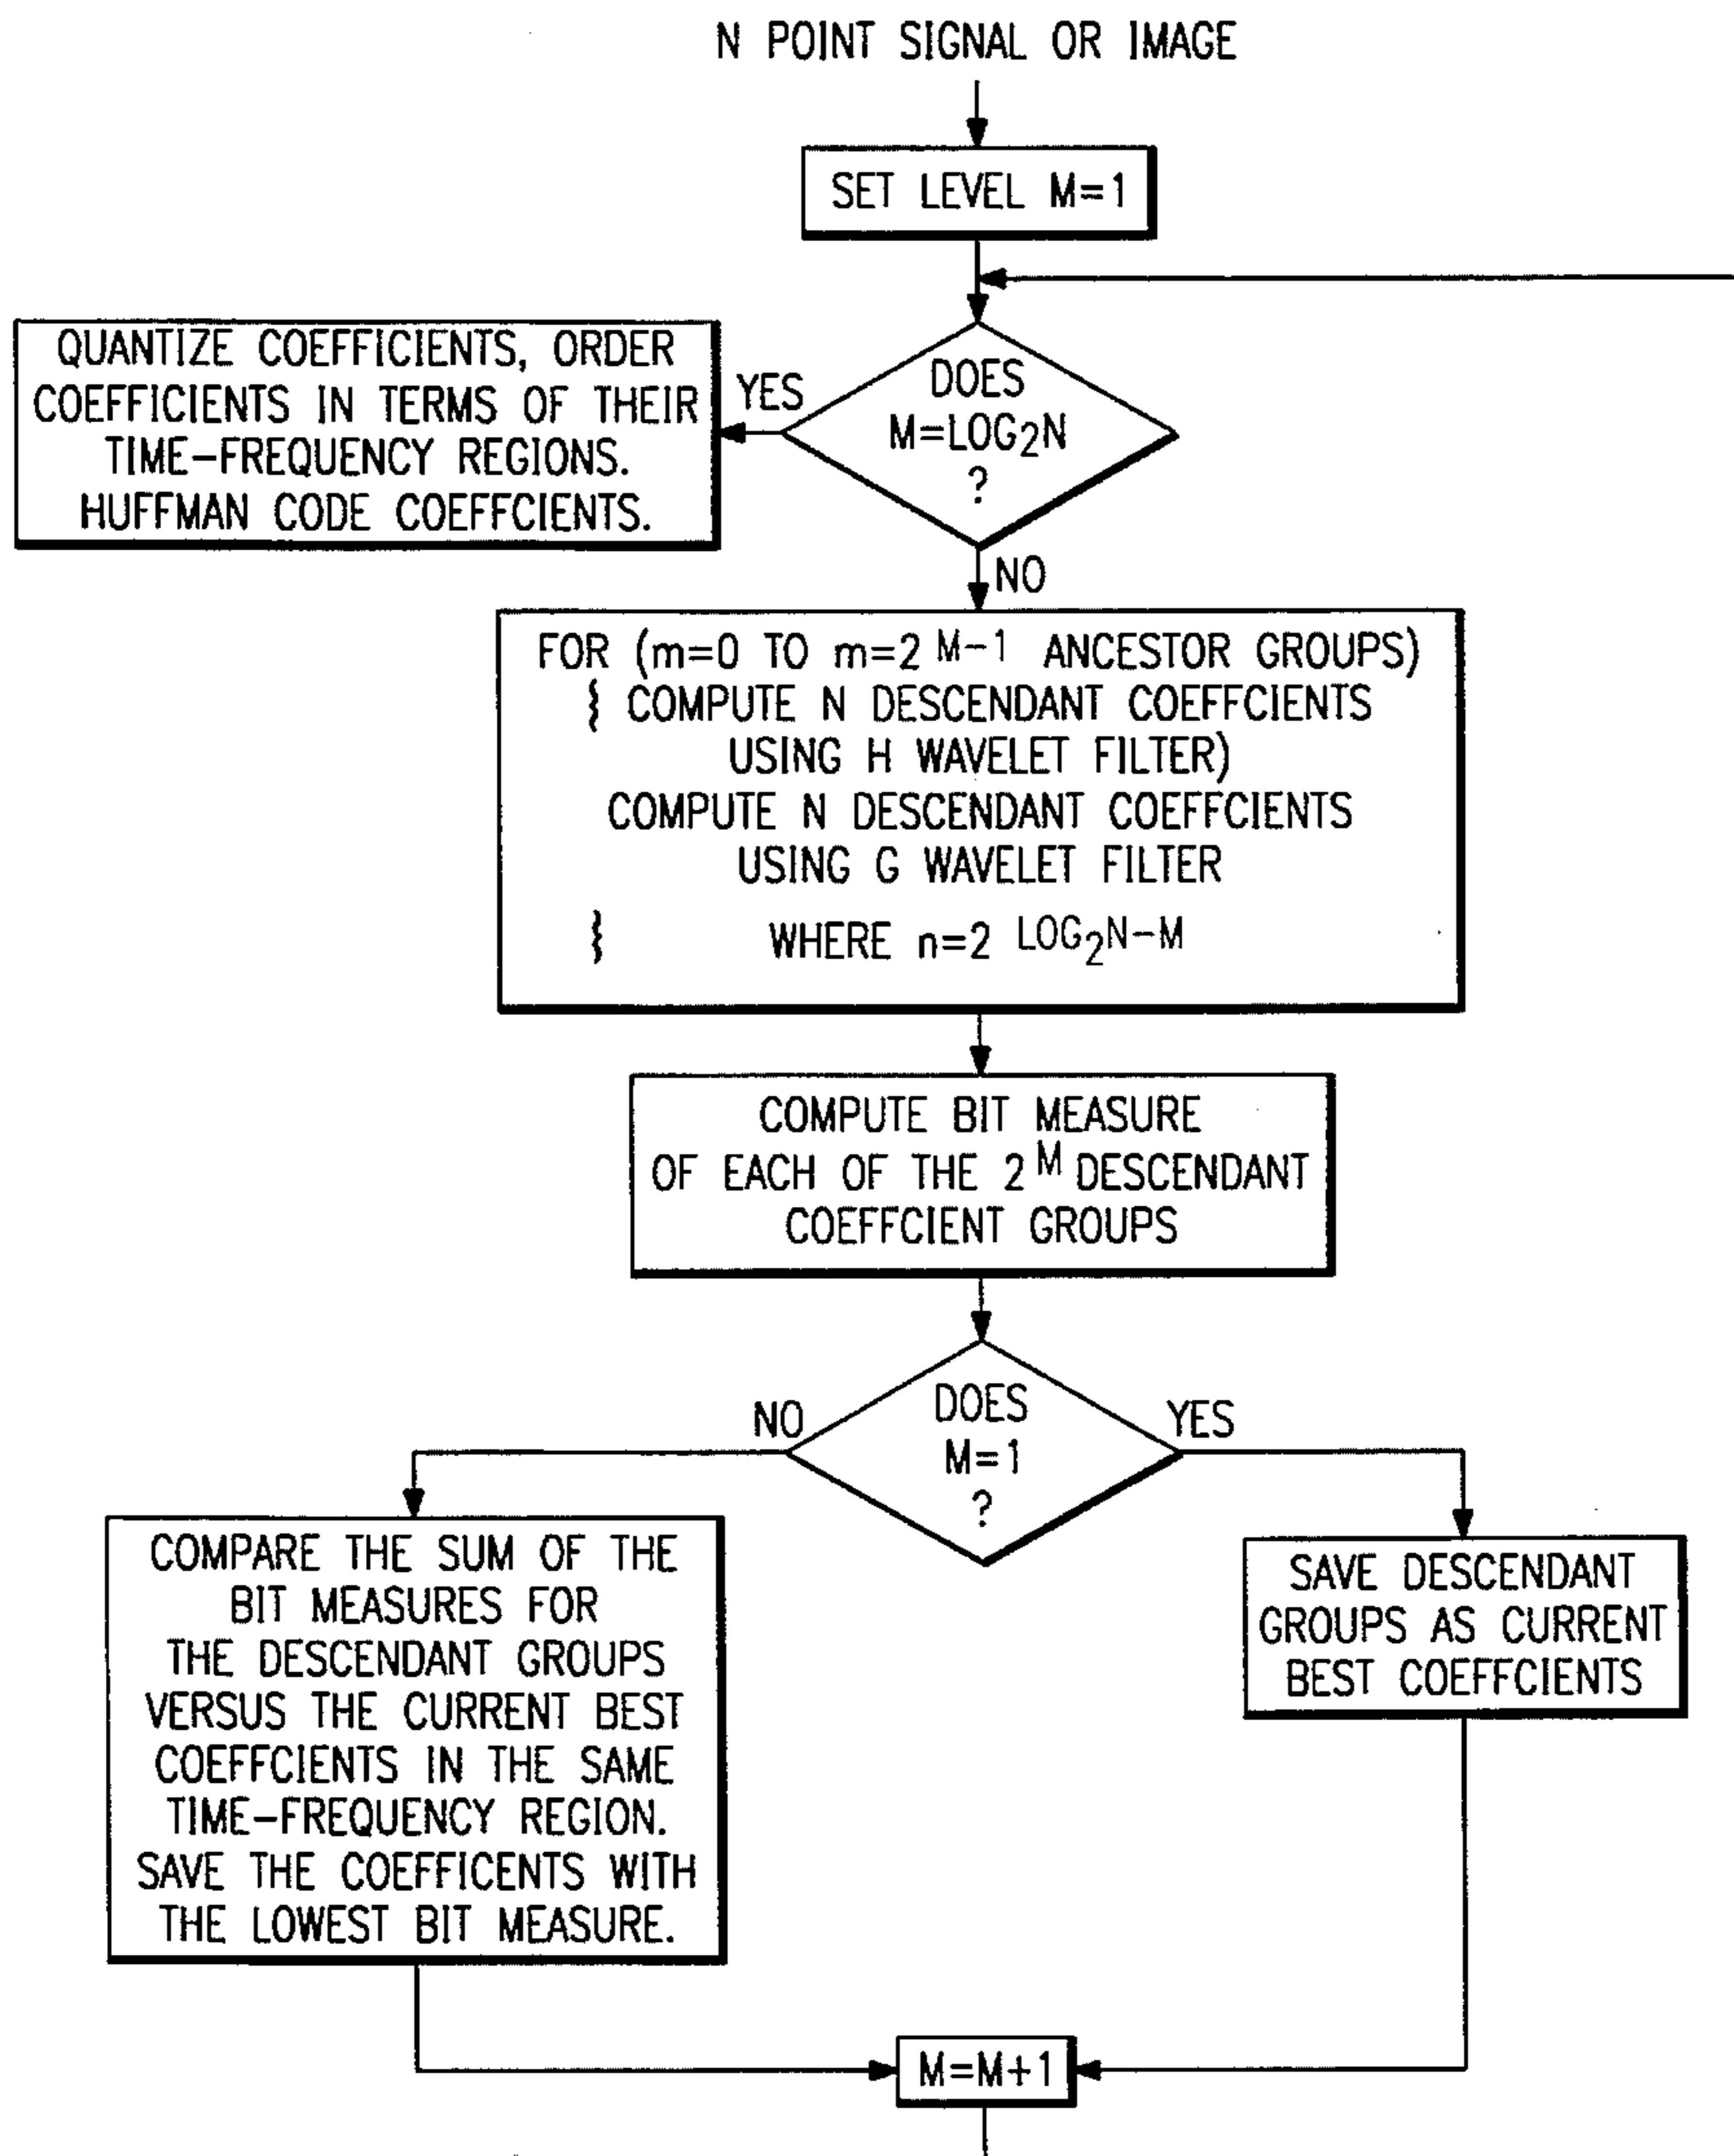 N POINT SIGNAL OR IMAGE
SET LEVEL M=1
QUANTIZE COEFFICIENTS, ORDER
COEFFICIENTS IN TERMS OF THEIR
TIME-FREQUENCY REGIONS.
HUFFMAN CODE COEFFCIENTS.
YES
DOES
M=LOG2N
?
NO
FOR (m=0 TO m=2 M-1 ANCESTOR GROUPS)
{ COMPUTE N DESCENDANT COEFFCIENTS
USING H WAVELET FILTER)
COMPUTE N DESCENDANT COEFFCIENTS
USING G WAVELET FILTER
} WHERE n=2 LOG2N-M
COMPUTE BIT MEASURE
OF EACH OF THE 2 M DESCENDANT
COEFFCIENT GROUPS
NO
DOES
M=1
?
YES
COMPARE THE SUM OF THE
BIT MEASURES FOR
THE DESCENDANT GROUPS
VERSUS THE CURRENT BEST
COEFFCIENTS IN THE SAME
TIME-FREQUENCY REGION.
SAVE THE COEFFICENTS WITH
THE LOWEST BIT MEASURE.
SAVE DESCENDANT
GROUPS AS CURRENT
BEST COEFFCIENTS
M=M+1